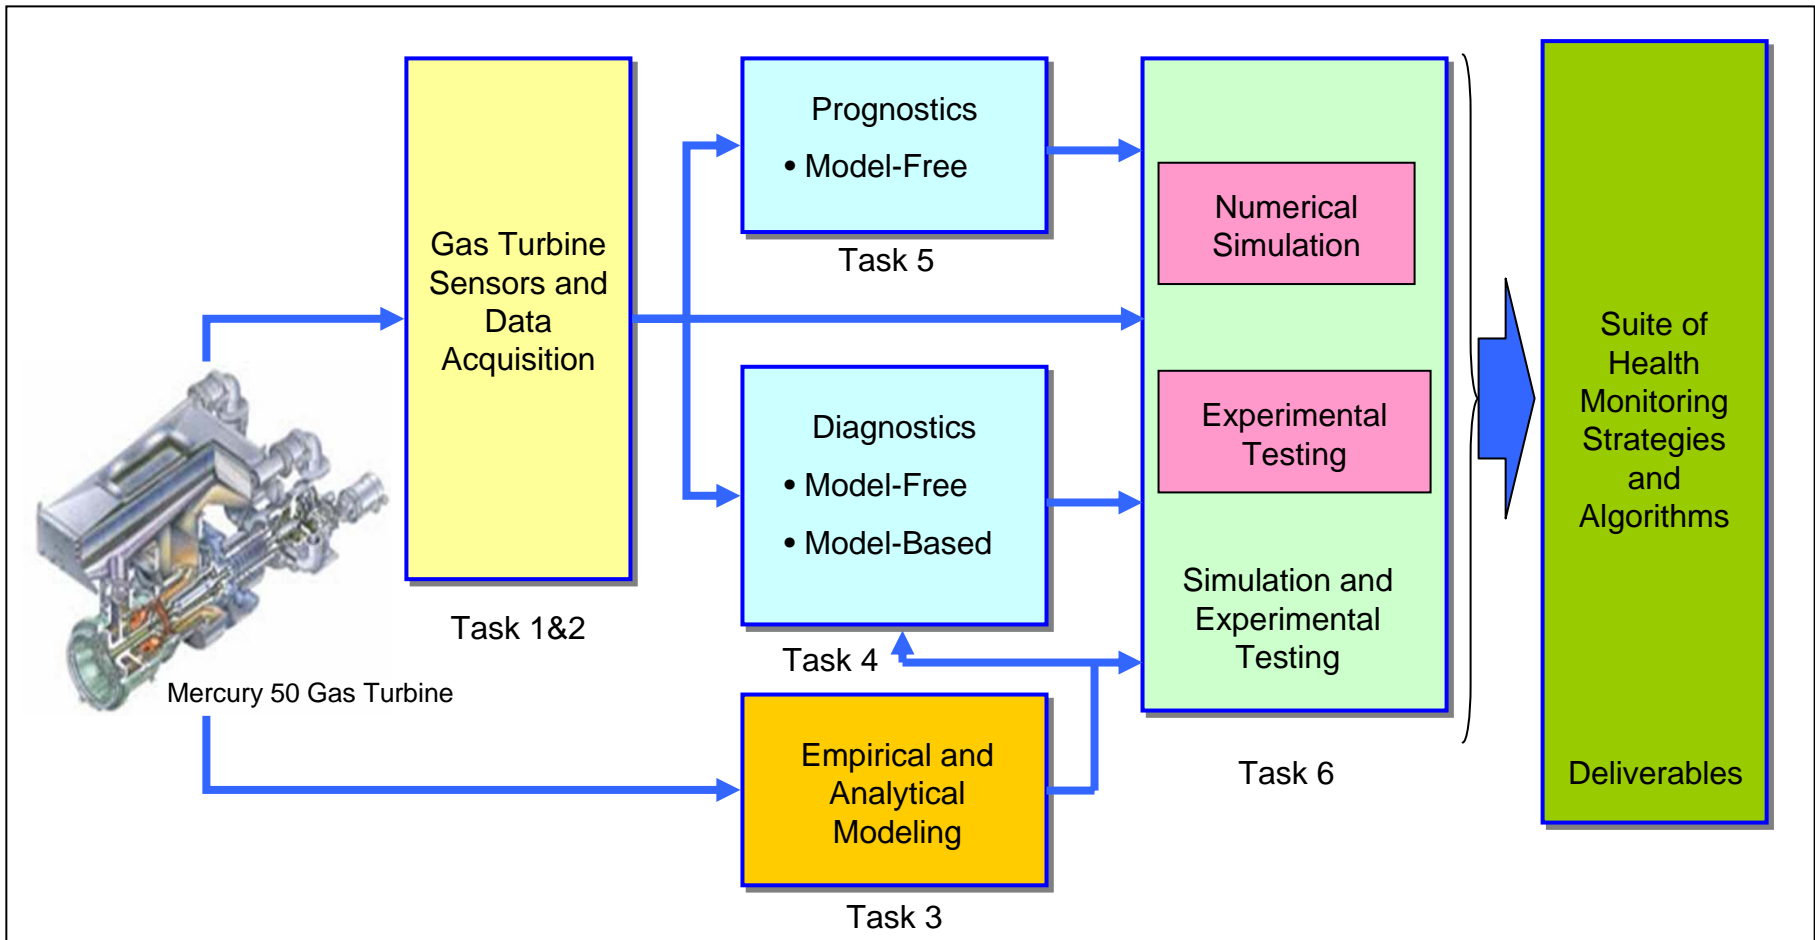 Gas Turbine
Sensors and
Data
Acquisition
Task 1&2
Mercury 50 Gas Turbine
Prognostics
• Model-Free
Task 5
Diagnostics
• Model-Free
• Model-Based
Task 4
Empirical and
Analytical
Modeling
Task 3
Numerical
Simulation
Experimental
Testing
Simulation and
Experimental
Testing
Task 6
Suite of
Health
Monitoring
Strategies
and
Algorithms
Deliverables